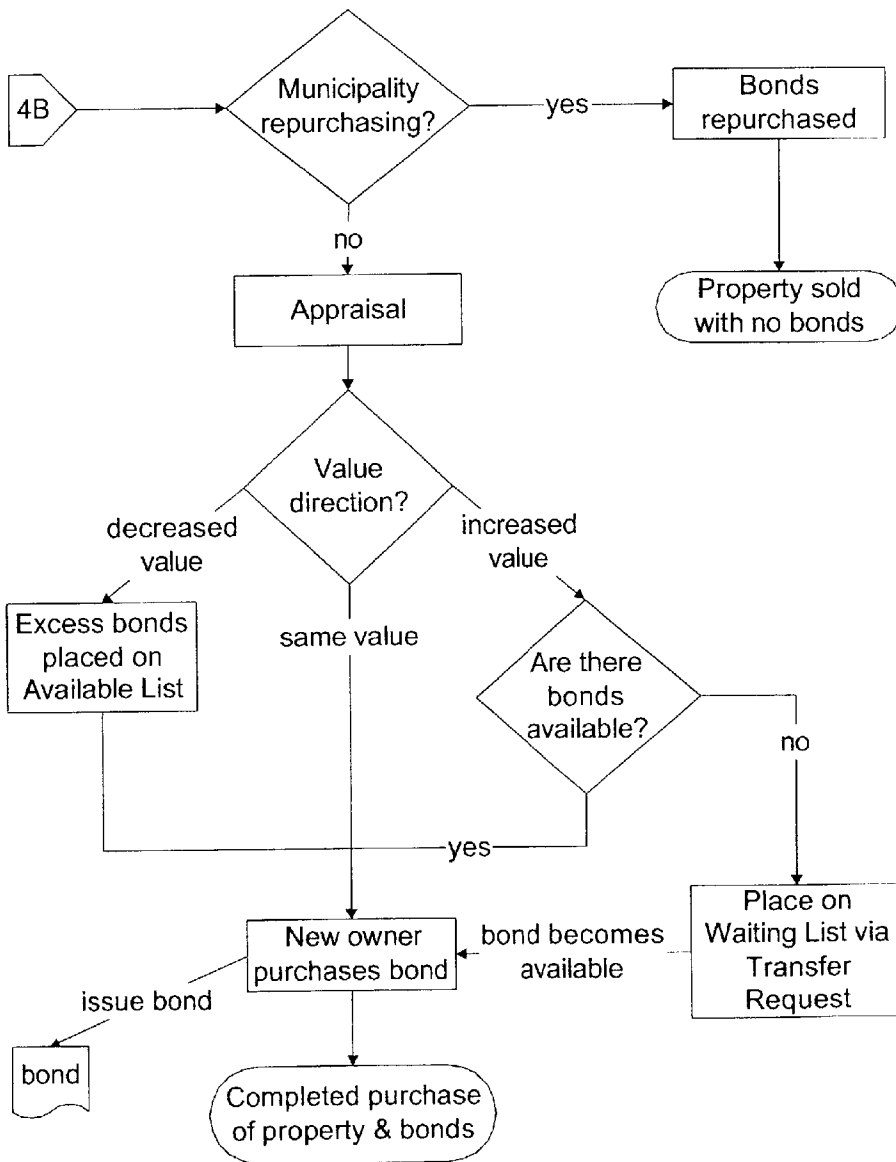 4B
Municipality
repurchasing?
yes
Bonds
repurchased
no
Property sold
with no bonds
Appraisal
Value
direction?
decreased
value
increased
value
Excess bonds
placed on
Available List
same value
Are there
bonds
available?
no
yes
New owner
purchases bond
bond becomes
available
Place on
Waiting List via
Transfer
Request
issue bond
bond
Completed purchase
of property & bonds